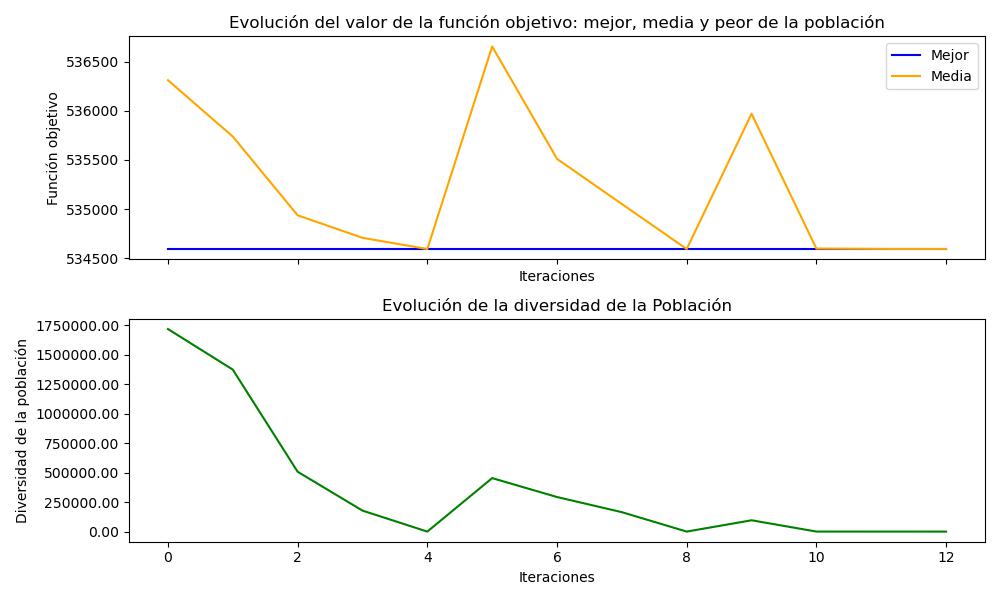 Evolución del valor de la función objetivo: mejor, media y peor de la población
Función objetivo
536500
536000
535500
535000
534500
Mejor
Media
Iteraciones
Evolución de la diversidad de la Población
Diversidad de la población
1750000.00
1500000.00
1250000.00
1000000.00
750000.00
500000.00
250000.00
0.00
0 2 4 6 8 10 12
Iteraciones